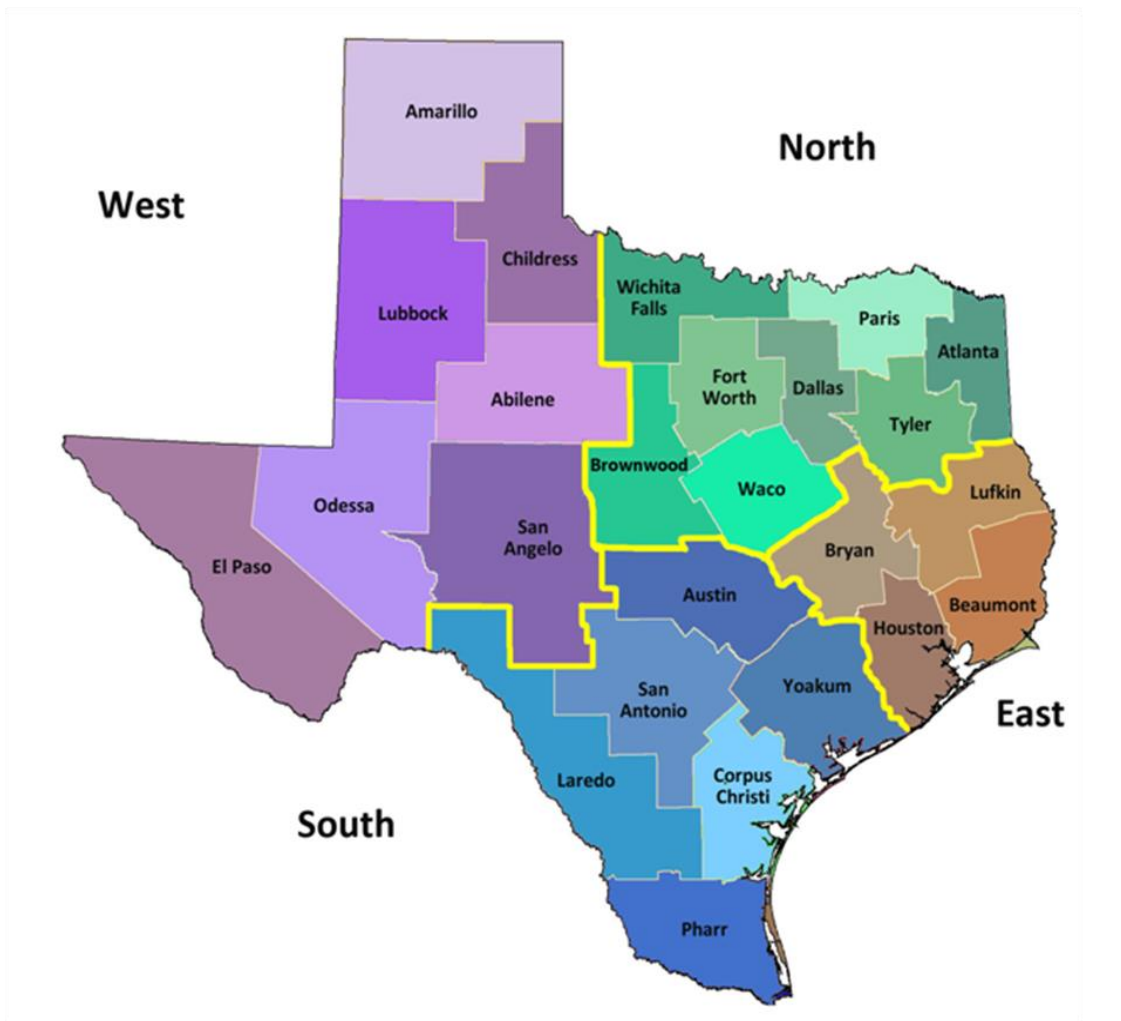 Amarillo
North
West
Childress
Wichita
Falls
Lubbock
Paris
Atlanta
Fort
Worth
Dallas
Abilene
Tyler
Brownwood
Waco
Lufkin
Odessa
San
Angelo
Bryan
El Paso
Austin
Beaumont
Houston
San
Antonio
Yoakum
East
Laredo
Corpus
Christi
South
Pharr